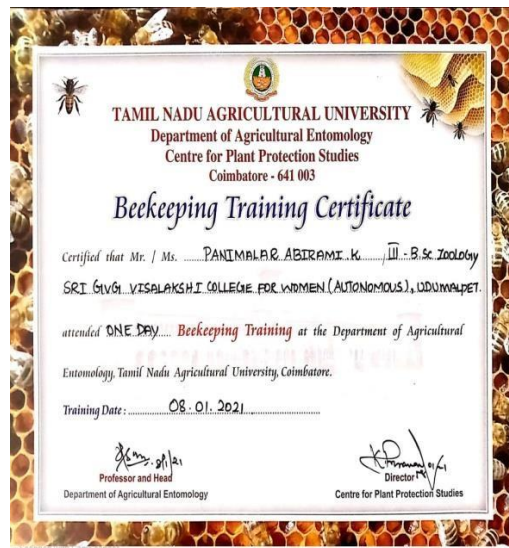 TAMIL NADU AGRICULTURAL UNIVERSITY
Department of Agricultural Entomology
Centre for Plant Protection Studies
Coimbatore - 641 003
Beekeeping Training Certificate
Certified that Mr. / Ms. ...... PANIMALAR ABIRAMI. K ......, III - B.Sc Zoology
SRI GVG VISALAKSHI COLLEGE FOR WOMEN (AUTONOMOUS), UDUMALPET.
attended ONE DAY.... Beekeeping Training at the Department of Agricultural
Entomology, Tamil Nadu Agricultural University, Coimbatore.
Training Date : ............ 08.01.2021 ..................
8/1/21
Professor and Head
Department of Agricultural Entomology
Director
Centre for Plant Protection Studies